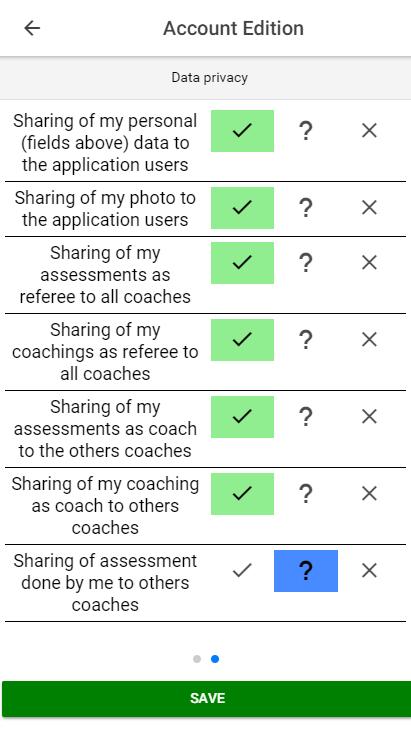 Account Edition
Data privacy
Sharing of my personal
(fields above) data to
the application users
?
Sharing of my photo to
the application users
?
Sharing of my
assessments as
referee to all coaches
?
Sharing of my
coachings as referee to
all coaches
?
Sharing of my
assessments as coach
to the others coaches
?
Sharing of my coaching
as coach to others
coaches
?
Sharing of assessment
done by me to others
coaches
?
SAVE